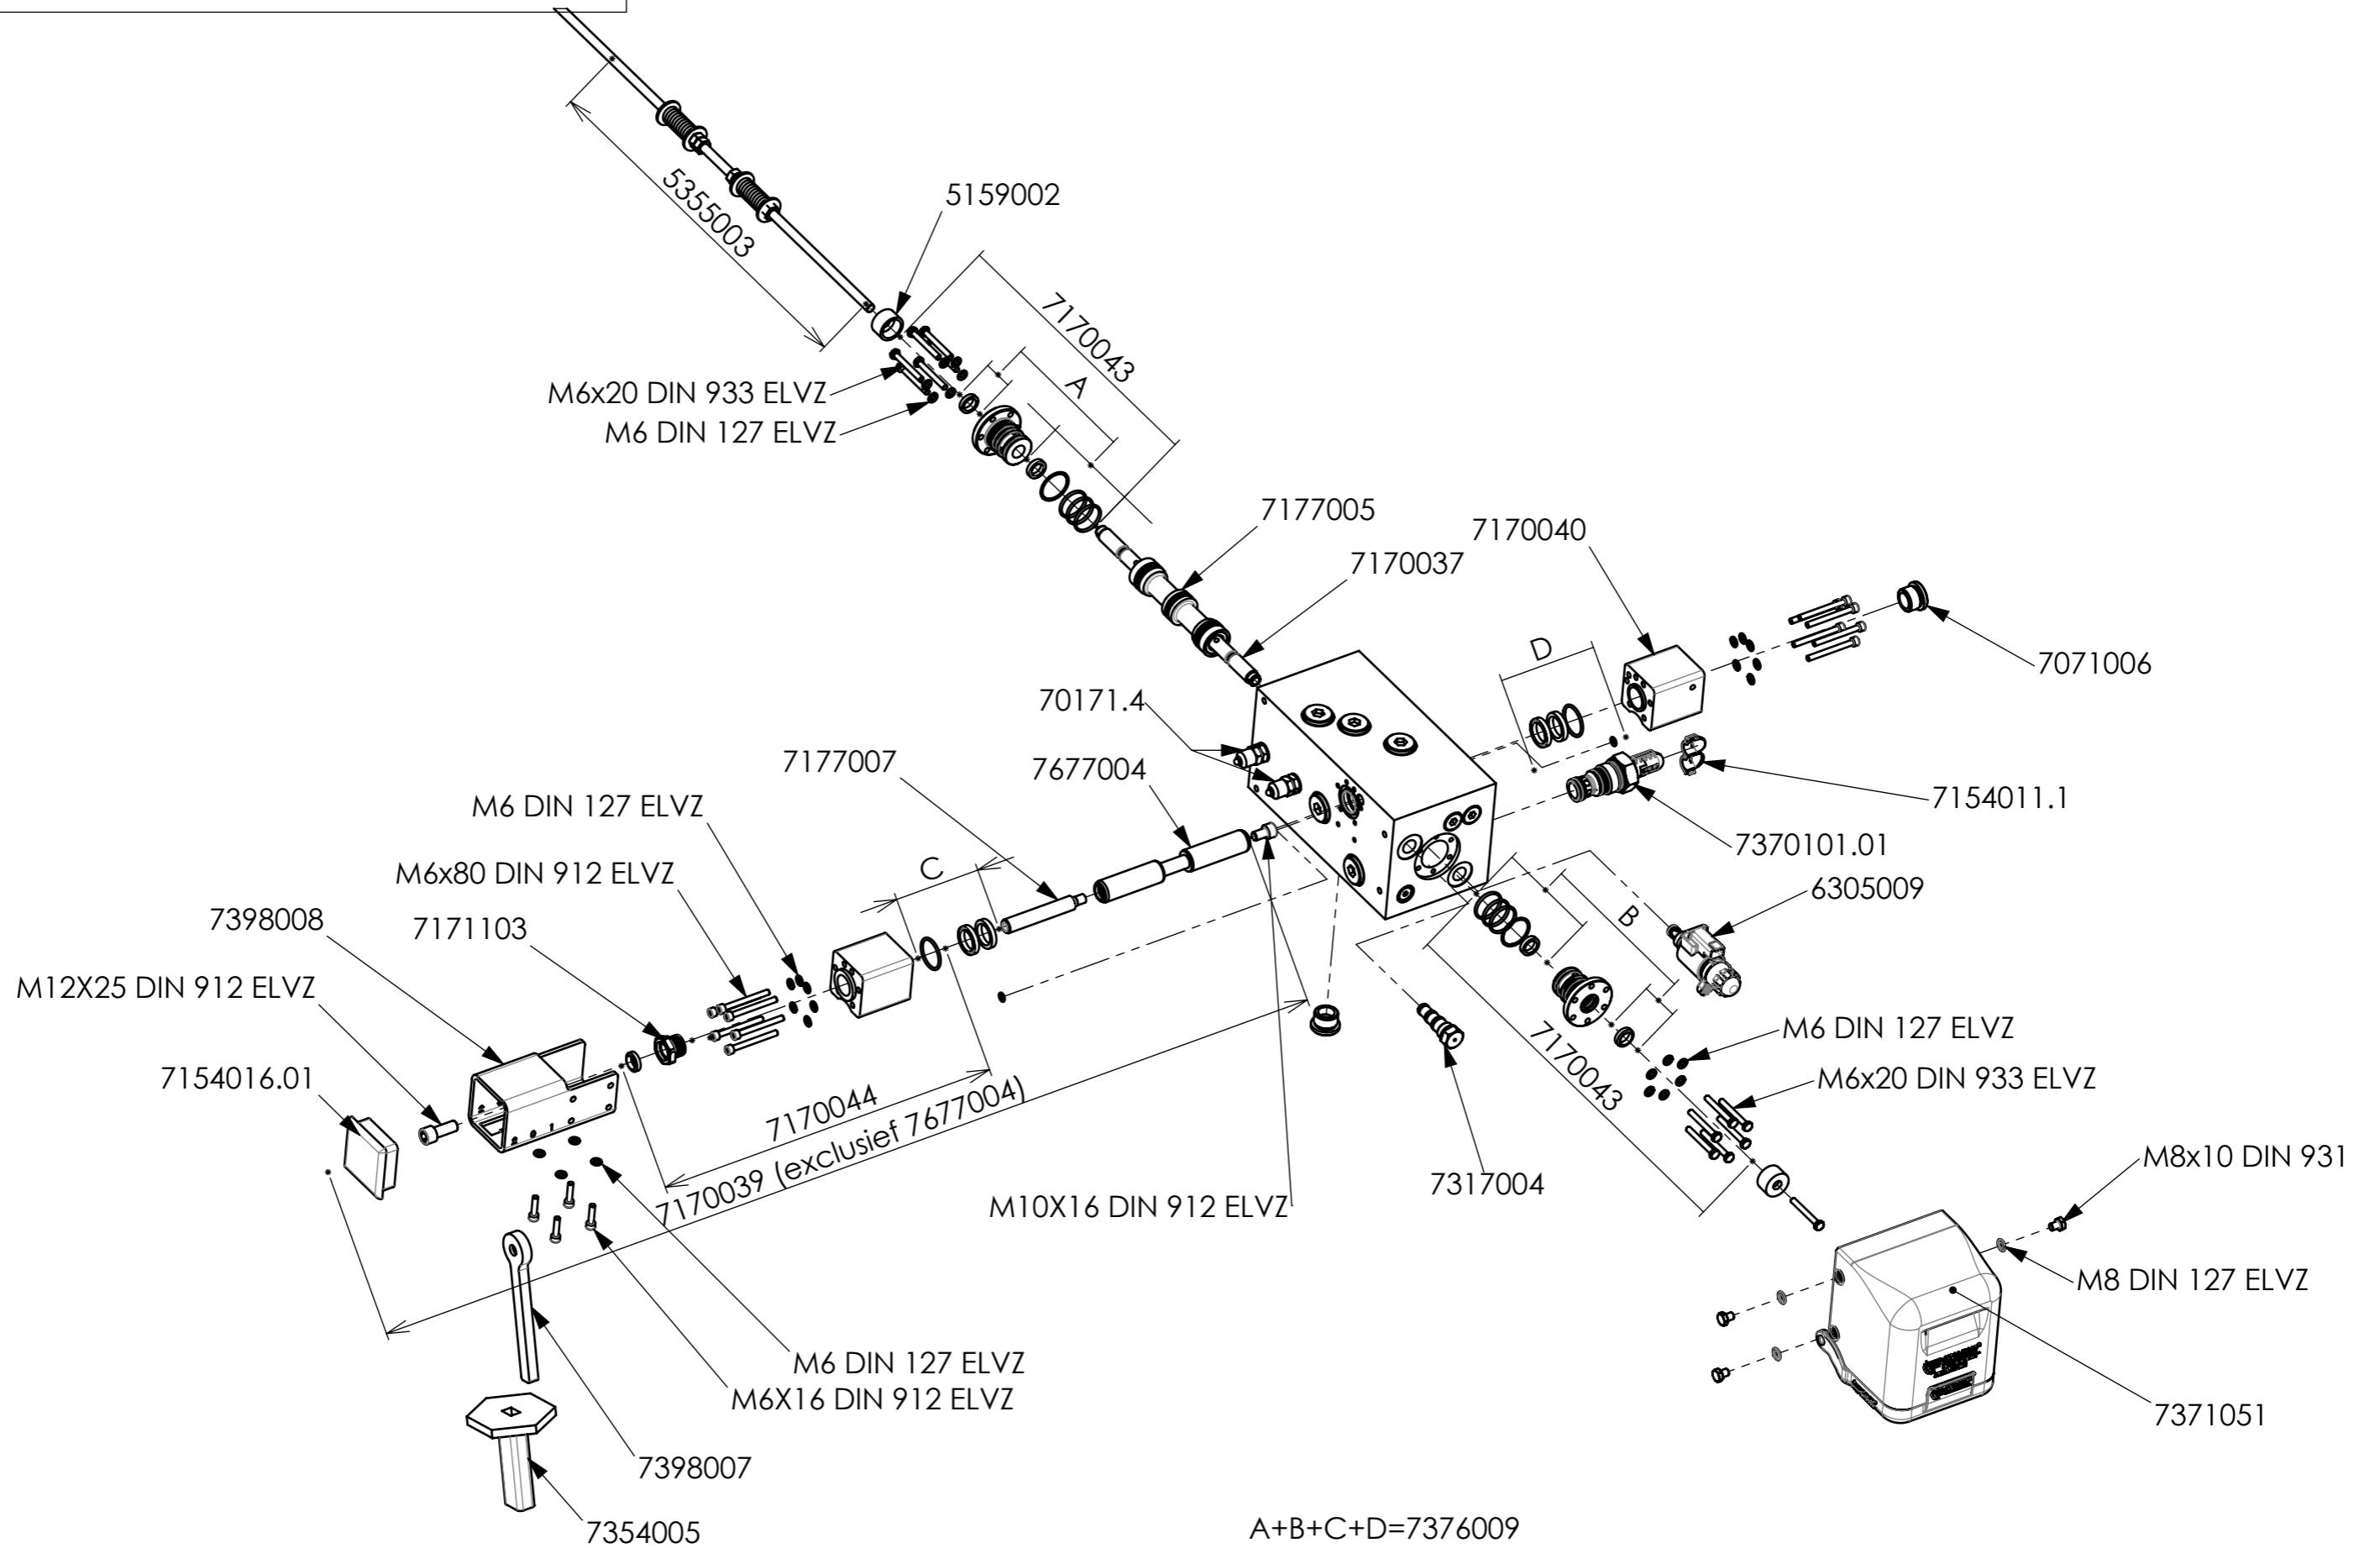 5355003
5159002
7170043
A
M6x20 DIN 933 ELVZ
M6 DIN 127 ELVZ
7177005
7170037
7170040
D
7071006
70171.4
7177007
7677004
7154011.1
7370101.01
M6 DIN 127 ELVZ
M6x80 DIN 912 ELVZ
C
6305009
B
7398008
7171103
M12X25 DIN 912 ELVZ
7154016.01
M6 DIN 127 ELVZ
M6x20 DIN 933 ELVZ
7170043
7170044
7170039 (exclusief 7677004)
7317004
M10X16 DIN 912 ELVZ
M8x10 DIN 931
M8 DIN 127 ELVZ
2 0 1
M6 DIN 127 ELVZ
M6X16 DIN 912 ELVZ
7371051
7398007
7354005
A+B+C+D=7376009